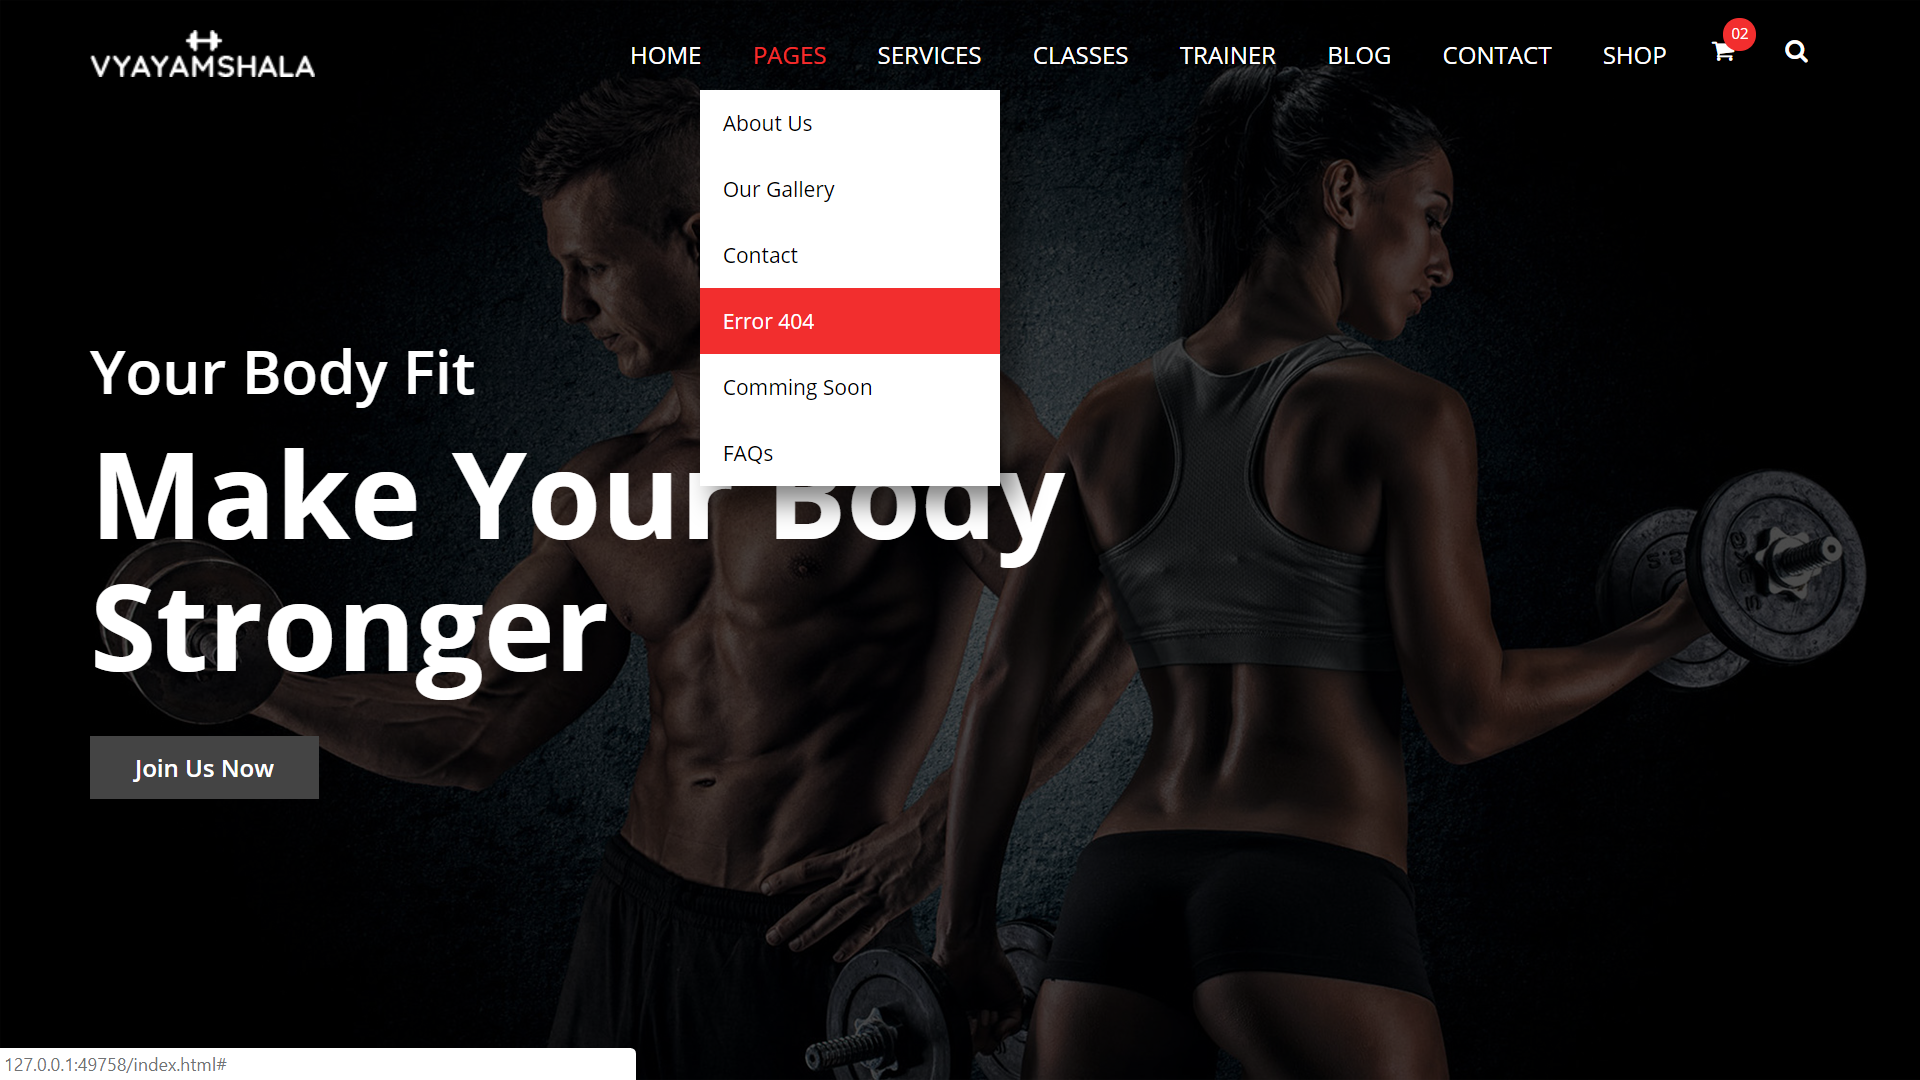 VYAYAMSHALA
HOME PAGES SERVICES CLASSES TRAINER BLOG CONTACT SHOP 02
About Us
Our Gallery
Contact
Error 404
Comming Soon
FAQs
Your Body Fit
Make Your Body
Stronger
Join Us Now
127.0.0.1:49758/index.html#